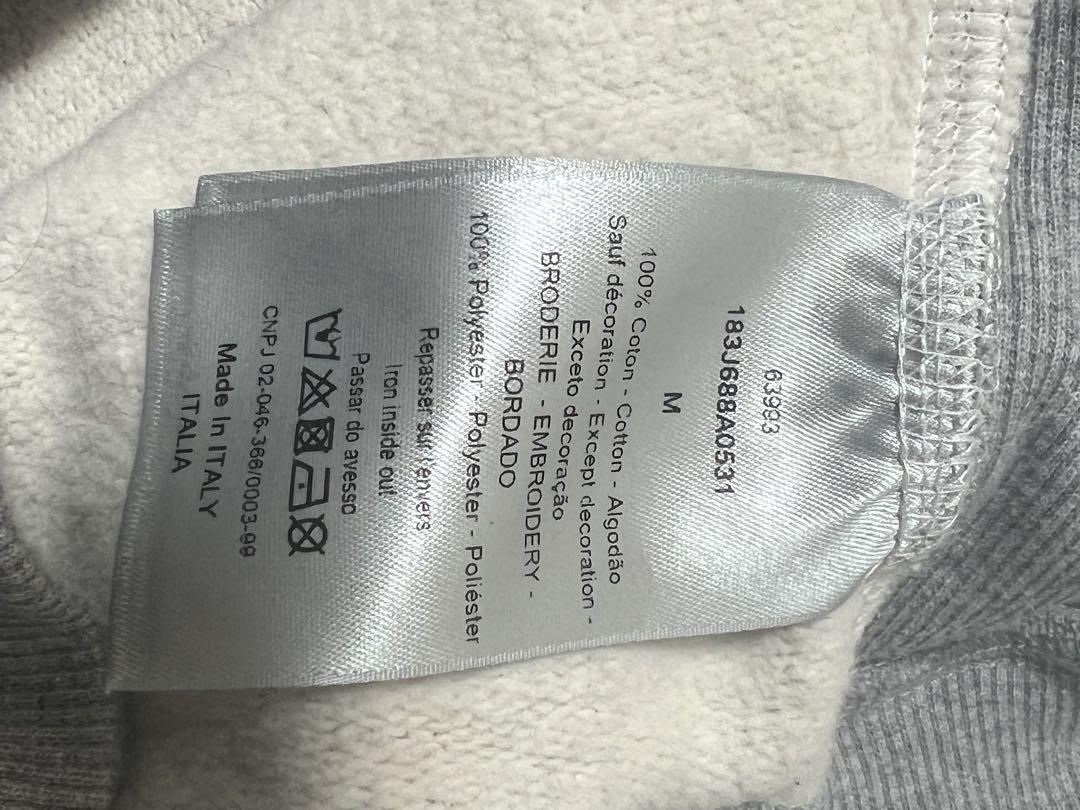 63993
183J688A0531
M
100% Coton - Cotton - Algodão
Sauf décoration - Except decoration -
Exceto decoração
BRODERIE - EMBROIDERY -
BORDADO
100% Polyester - Polyester - Poliéster
Repasser sur l'envers
Iron inside out
Passar do avesso
CNPJ 02-046-366/0003-99
Made In ITALY
ITALIA